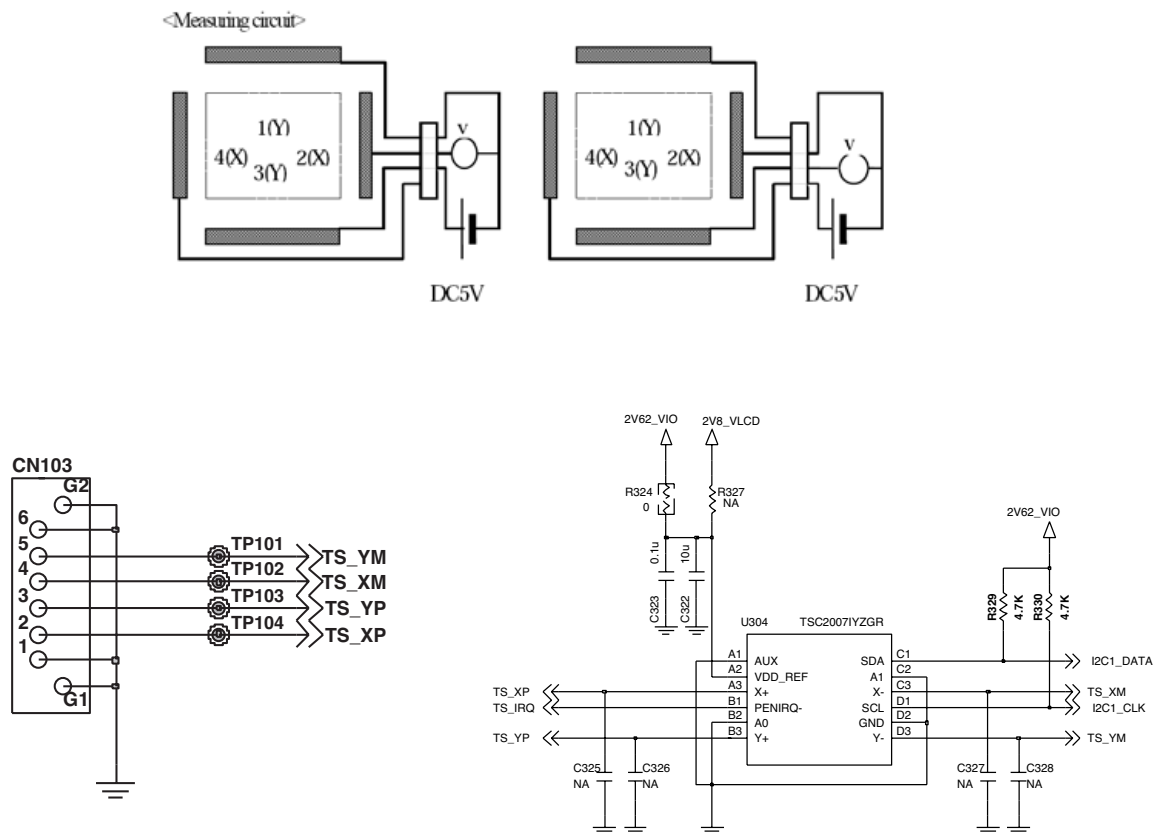 <Measuring circuit>
1(Y)
4(X)
2(X)
3(Y)
v
DC5V
1(Y)
4(X)
2(X)
3(Y)
v
DC5V
CN103
G2
6
5
4
3
2
1
G1
TP101
TS_YM
TP102
TS_XM
TP103
TS_YP
TP104
TS_XP
2V62_VIO
2V8_VLCD
R324
0
R327
NA
0.1u
10u
C323
C322
2V62_VIO
R329
4.7K
R330
4.7K
U304
TSC2007IYZGR
A1
AUX
SDA
C1
I2C1_DATA
A2
VDD_REF
A1
C2
TS_XP
A3
X+
X-
C3
TS_XM
TS_IRQ
B1
PENIRQ-
SCL
D1
I2C1_CLK
B2
A0
GND
D2
TS_YP
B3
Y+
Y-
D3
TS_YM
C325
NA
C326
NA
C327
NA
C328
NA